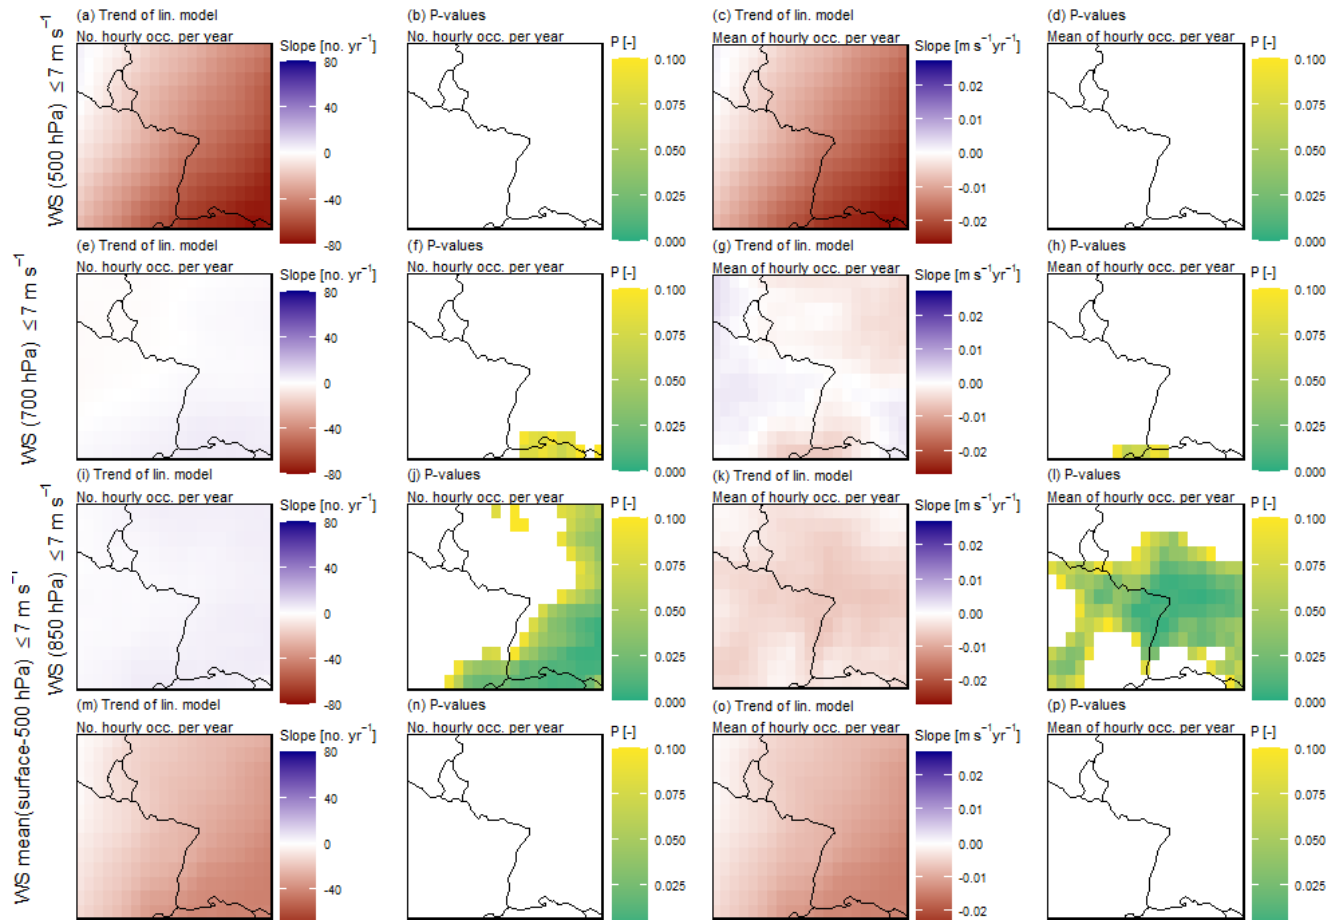 WS (500 hPa) ≤7 m s⁻¹
(a) Trend of lin. model
No. hourly occ. per year
Slope [no. yr⁻¹]
80
40
0
-40
-80
(b) P-values
No. hourly occ. per year
P [-]
0.100
0.075
0.050
0.025
0.000
(c) Trend of lin. model
Mean of hourly occ. per year
Slope [m s⁻¹yr⁻¹]
0.02
0.01
0.00
-0.01
-0.02
(d) P-values
Mean of hourly occ. per year
P [-]
0.100
0.075
0.050
0.025
0.000
WS (700 hPa) ≤7 m s⁻¹
(e) Trend of lin. model
No. hourly occ. per year
Slope [no. yr⁻¹]
80
40
0
-40
-80
(f) P-values
No. hourly occ. per year
P [-]
0.100
0.075
0.050
0.025
0.000
(g) Trend of lin. model
Mean of hourly occ. per year
Slope [m s⁻¹yr⁻¹]
0.02
0.01
0.00
-0.01
-0.02
(h) P-values
Mean of hourly occ. per year
P [-]
0.100
0.075
0.050
0.025
0.000
WS (850 hPa) ≤7 m s⁻¹
(i) Trend of lin. model
No. hourly occ. per year
Slope [no. yr⁻¹]
80
40
0
-40
-80
(j) P-values
No. hourly occ. per year
P [-]
0.100
0.075
0.050
0.025
0.000
(k) Trend of lin. model
Mean of hourly occ. per year
Slope [m s⁻¹yr⁻¹]
0.02
0.01
0.00
-0.01
-0.02
(l) P-values
Mean of hourly occ. per year
P [-]
0.100
0.075
0.050
0.025
0.000
WS mean(surface-500 hPa) ≤7 m s⁻¹
(m) Trend of lin. model
No. hourly occ. per year
Slope [no. yr⁻¹]
80
40
0
-40
(n) P-values
No. hourly occ. per year
P [-]
0.100
0.075
0.050
0.025
(o) Trend of lin. model
Mean of hourly occ. per year
Slope [m s⁻¹yr⁻¹]
0.02
0.01
0.00
-0.01
-0.02
(p) P-values
Mean of hourly occ. per year
P [-]
0.100
0.075
0.050
0.025